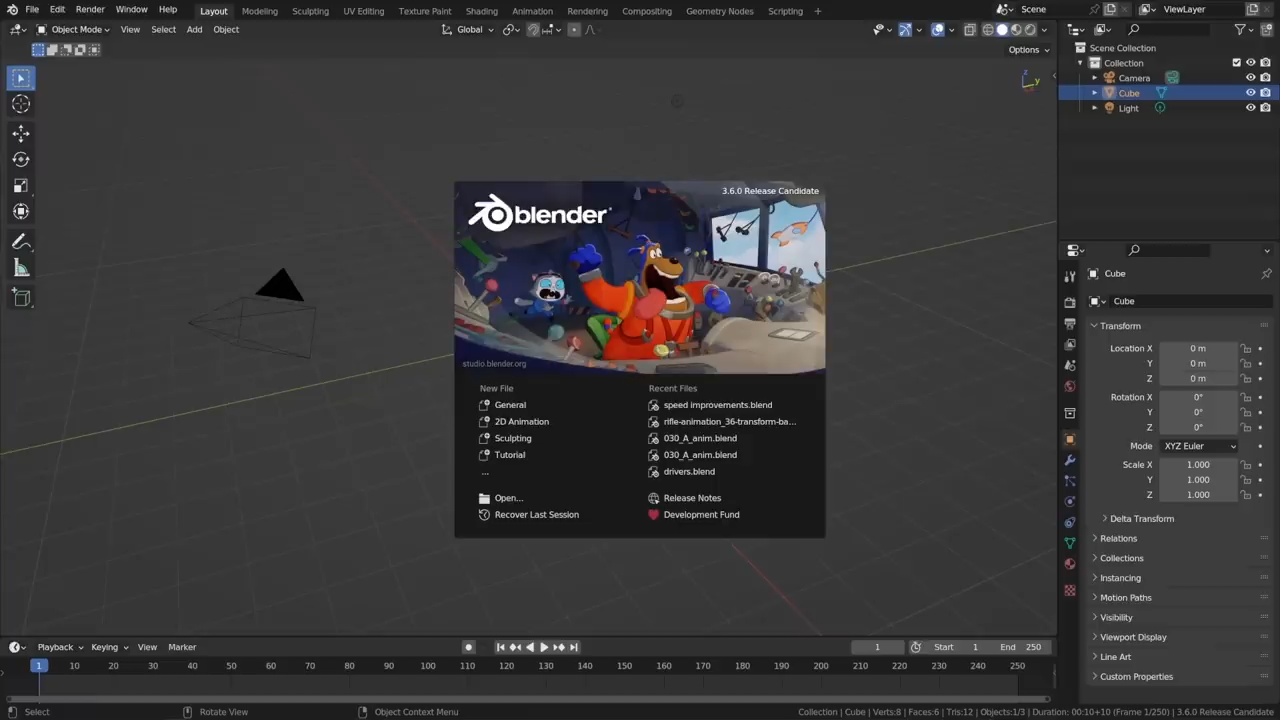 File Edit Render Window Help Layout Modeling Sculpting UV Editing Texture Paint Shading Animation Rendering Compositing Geometry Nodes Scripting + Scene ViewLayer
Object Mode View Select Add Object Global
Options
Scene Collection
Collection
Camera
Cube
Light
z
y
3.6.0 Release Candidate
blender
studio.blender.org
New File
General
2D Animation
Sculpting
Tutorial
...
Open...
Recover Last Session
Recent Files
speed improvements.blend
rifle-animation_36-transform-ba...
030_A_anim.blend
030_A_anim.blend
drivers.blend
Release Notes
Development Fund
Cube
Cube
Transform
Location X 0 m
Y 0 m
Z 0 m
Rotation X 0°
Y 0°
Z 0°
Mode XYZ Euler
Scale X 1.000
Y 1.000
Z 1.000
Delta Transform
Relations
Collections
Instancing
Motion Paths
Visibility
Viewport Display
Line Art
Custom Properties
Playback Keying View Marker 1 Start 1 End 250
1 10 20 30 40 50 60 70 80 90 100 110 120 130 140 150 160 170 180 190 200 210 220 230 240 250
Select Rotate View Object Context Menu Collection | Cube | Verts:8 | Faces:6 | Tris:12 | Objects:1/3 | Duration: 00:10+10 (Frame 1/250) | 3.6.0 Release Candidate